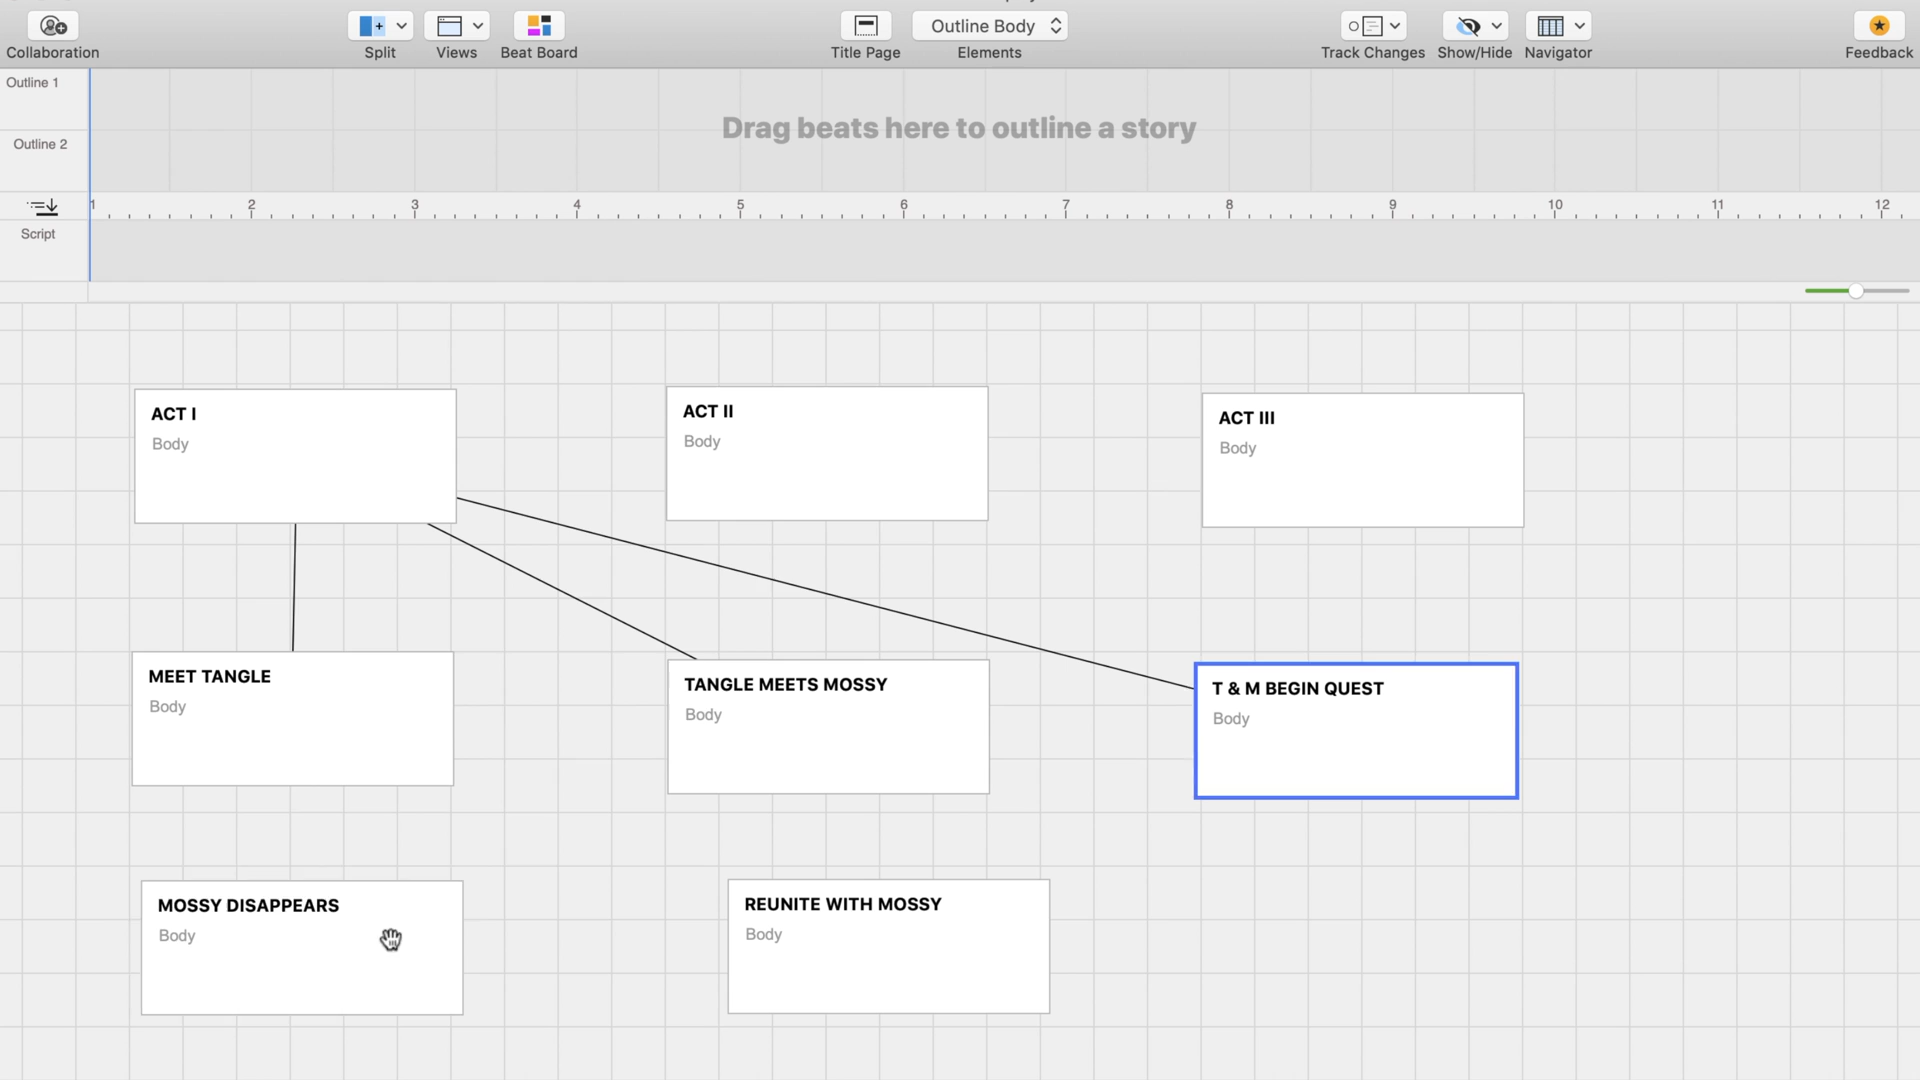 Outline Body
Collaboration
Split
Views
Beat Board
Title Page
Elements
Track Changes
Show/Hide
Navigator
Feedback
Outline 1
Drag beats here to outline a story
Outline 2
1 2 3 4 5 6 7 8 9 10 11 12
Script
ACT I
Body
ACT II
Body
ACT III
Body
MEET TANGLE
Body
TANGLE MEETS MOSSY
Body
T & M BEGIN QUEST
Body
MOSSY DISAPPEARS
Body
REUNITE WITH MOSSY
Body